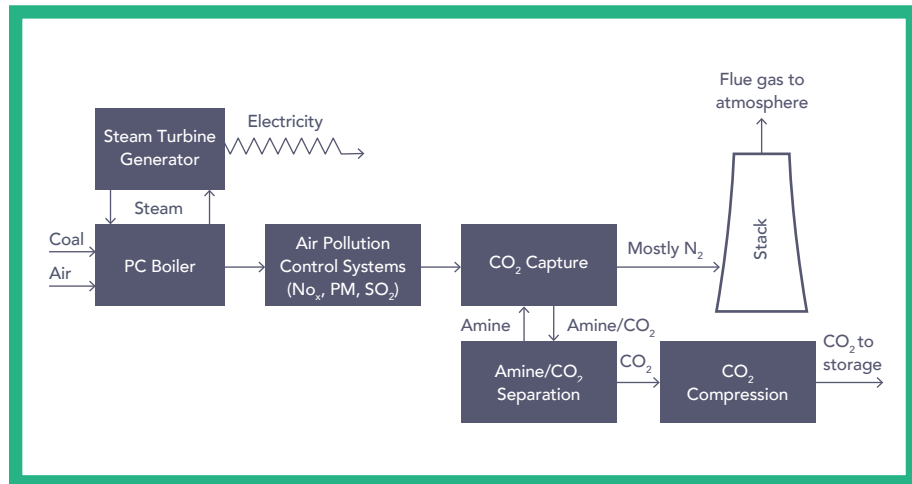 Flue gas to
atmosphere
Steam Turbine
Generator
Electricity
Steam
Coal
Air
PC Boiler
Air Pollution
Control Systems
(Noₓ, PM, SO₂)
CO₂ Capture
Mostly N₂
Stack
Amine
Amine/CO₂
Amine/CO₂
Separation
CO₂
CO₂
Compression
CO₂ to
storage